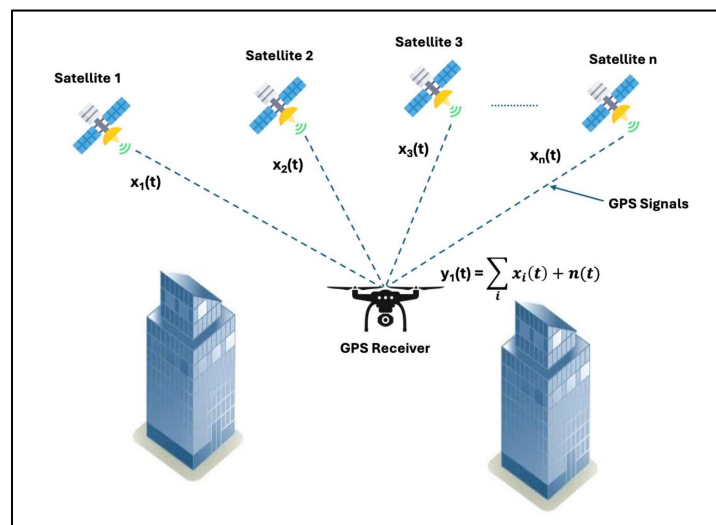 Satellite 1
Satellite 2
Satellite 3
Satellite n
..................
x₁(t)
x₂(t)
x₃(t)
xₙ(t)
GPS Signals
y₁(t) = ∑ᵢ xᵢ(t) + n(t)
GPS Receiver